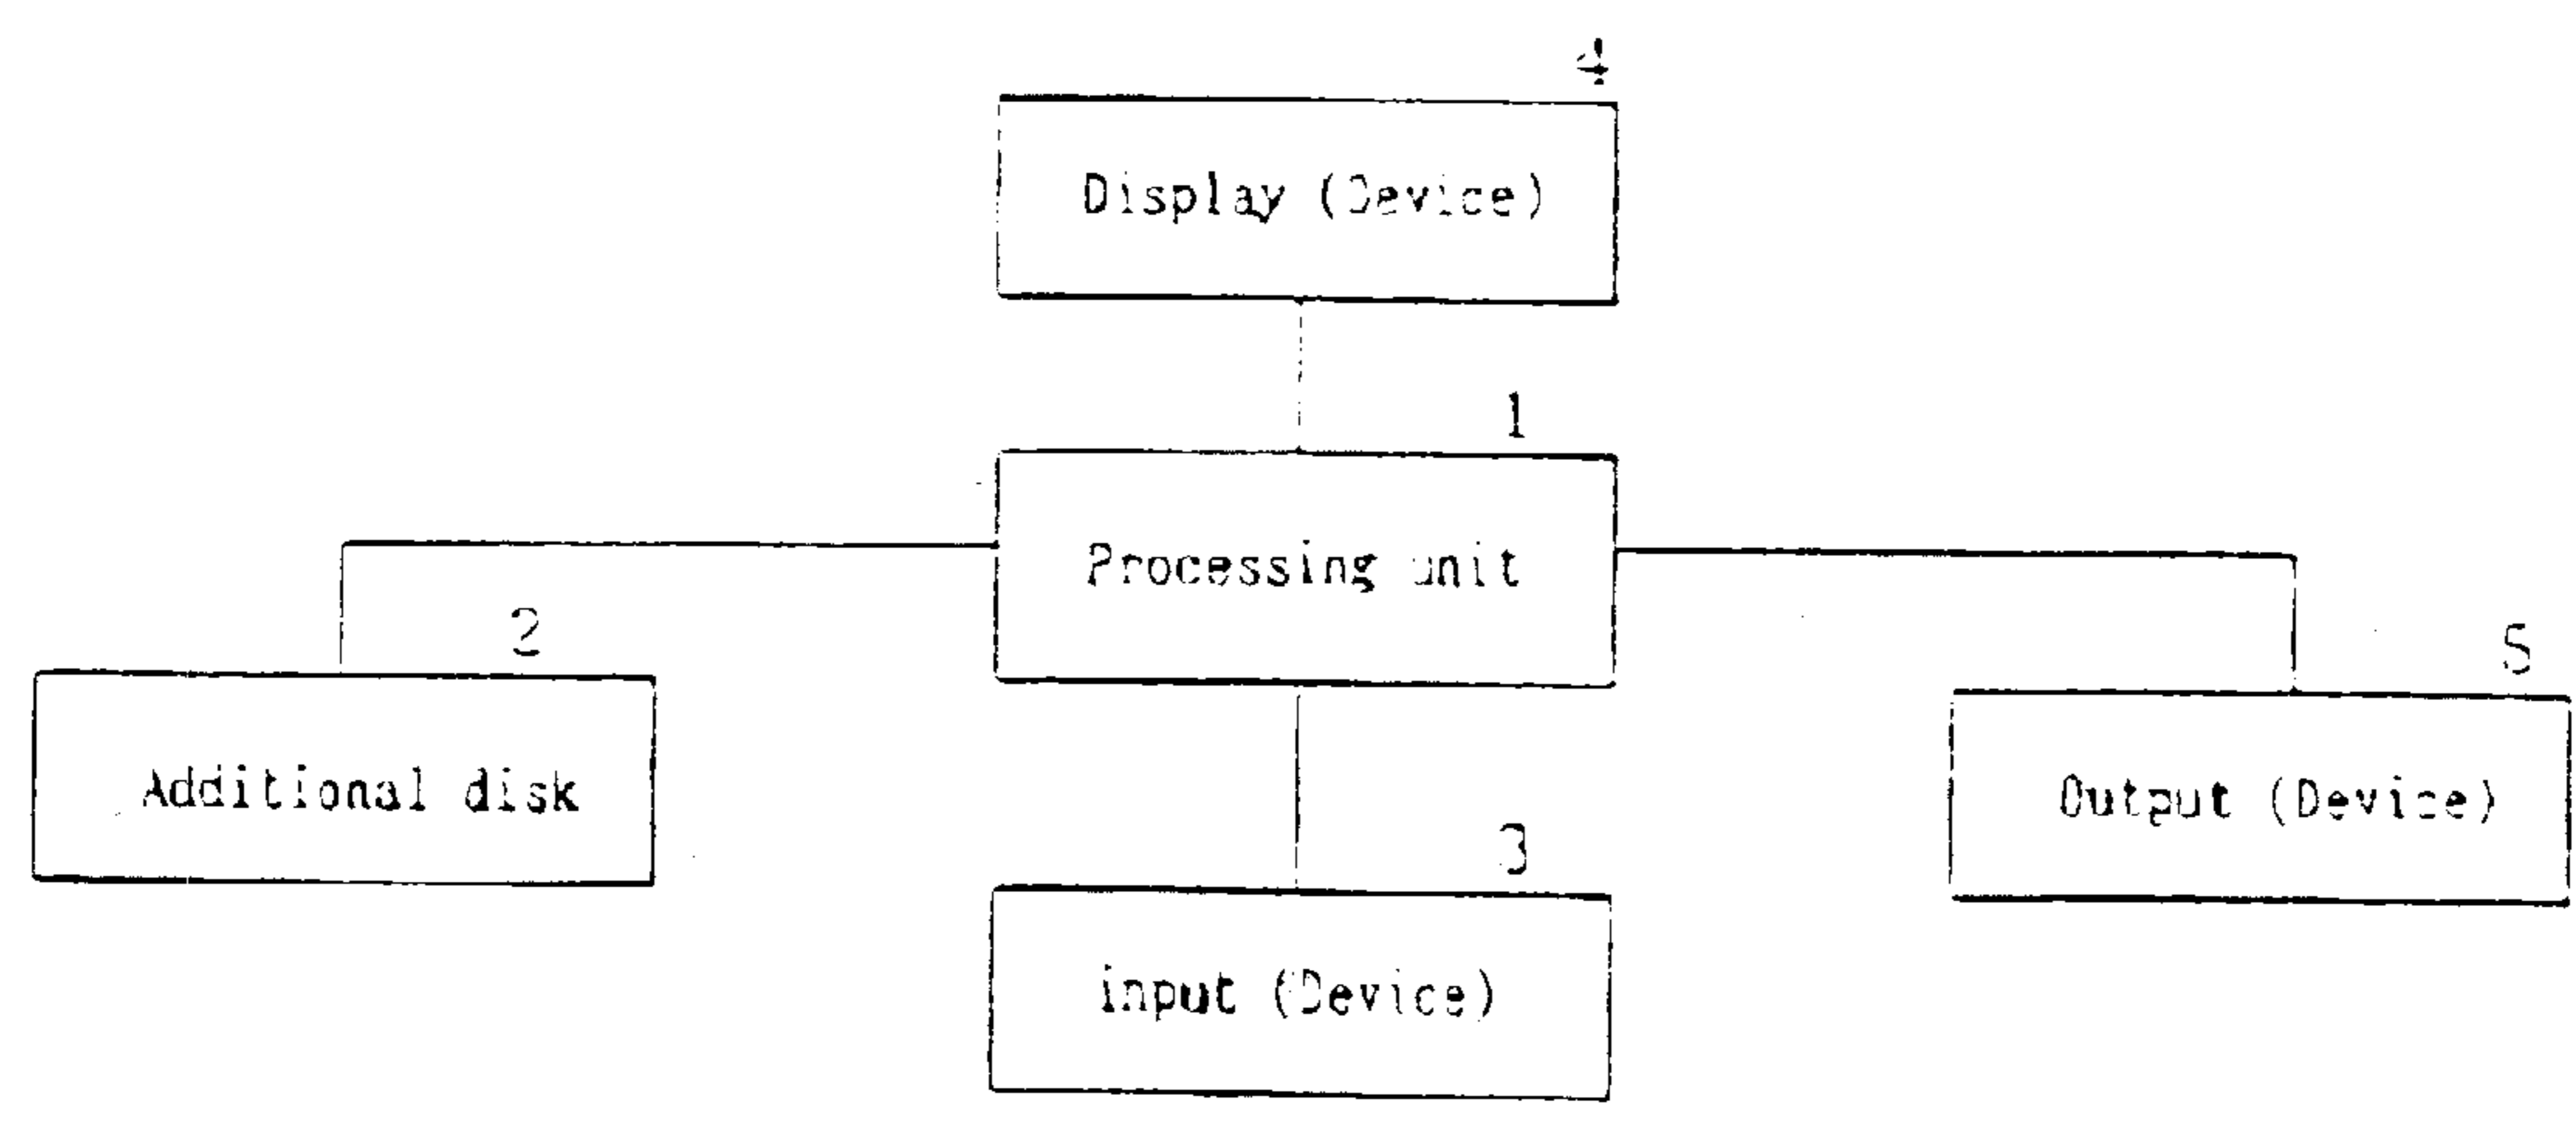 4
Display (Device)
1
Processing unit
2
Additional disk
5
Output (Device)
3
input (Device)